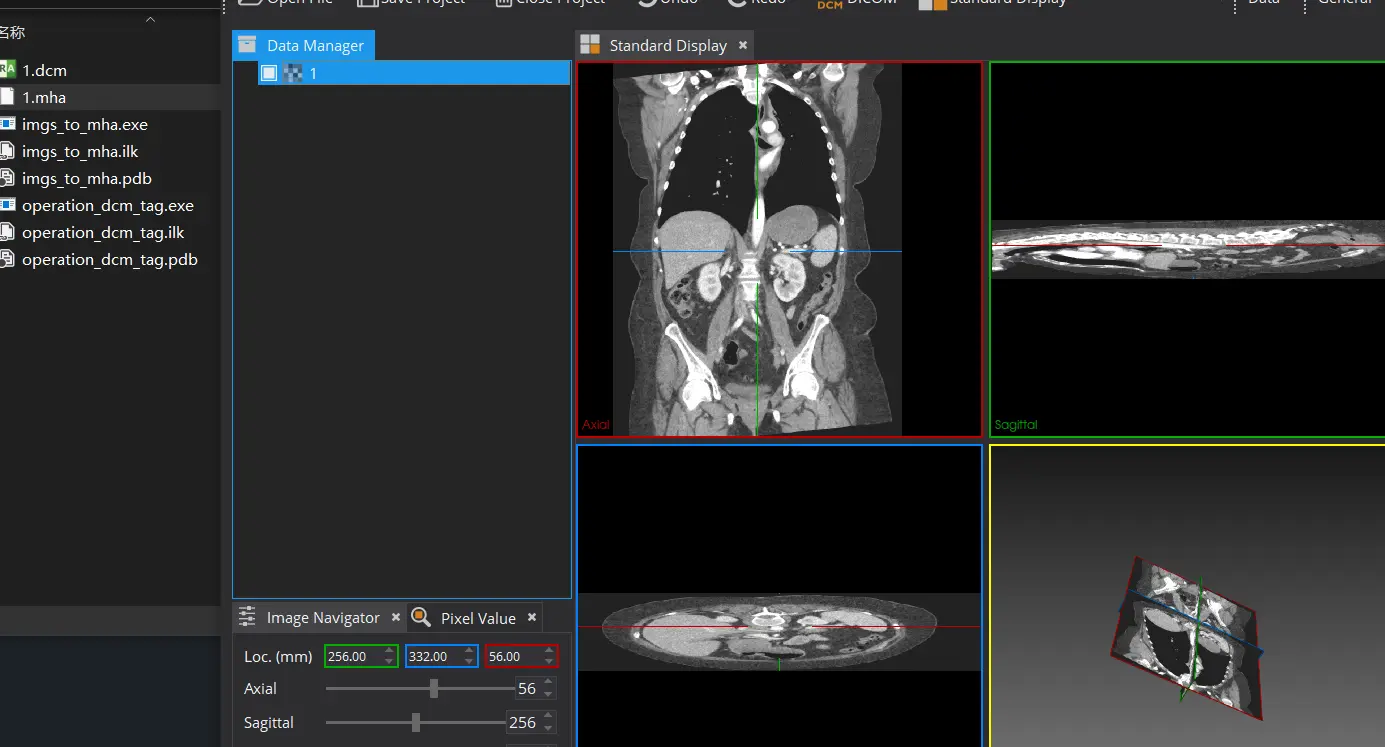 Open File Save Project Close Project Undo Redo DCM DICOM Standard Display Data General
名称
1.dcm
1.mha
imgs_to_mha.exe
imgs_to_mha.ilk
imgs_to_mha.pdb
operation_dcm_tag.exe
operation_dcm_tag.ilk
operation_dcm_tag.pdb
Data Manager
1
Standard Display
Axial
Sagittal
Image Navigator Pixel Value
Loc. (mm) 256.00 332.00 56.00
Axial 56
Sagittal 256